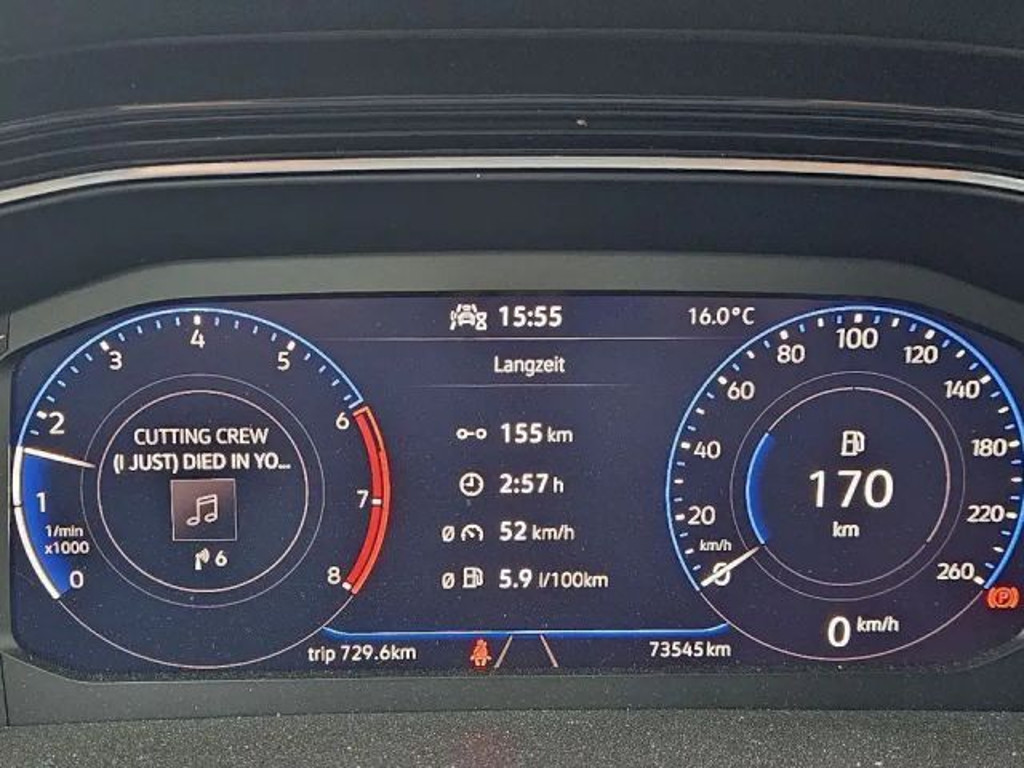 15:55
16.0°C
Langzeit
0
1
2
3
4
5
6
7
8
1/min
x1000
CUTTING CREW
(I JUST) DIED IN YO...
6
155 km
2:57 h
Ø 52 km/h
Ø 5.9 l/100km
0
20
40
60
80
100
120
140
180
220
260
km/h
170
km
0 km/h
trip 729.6km
73545 km
P